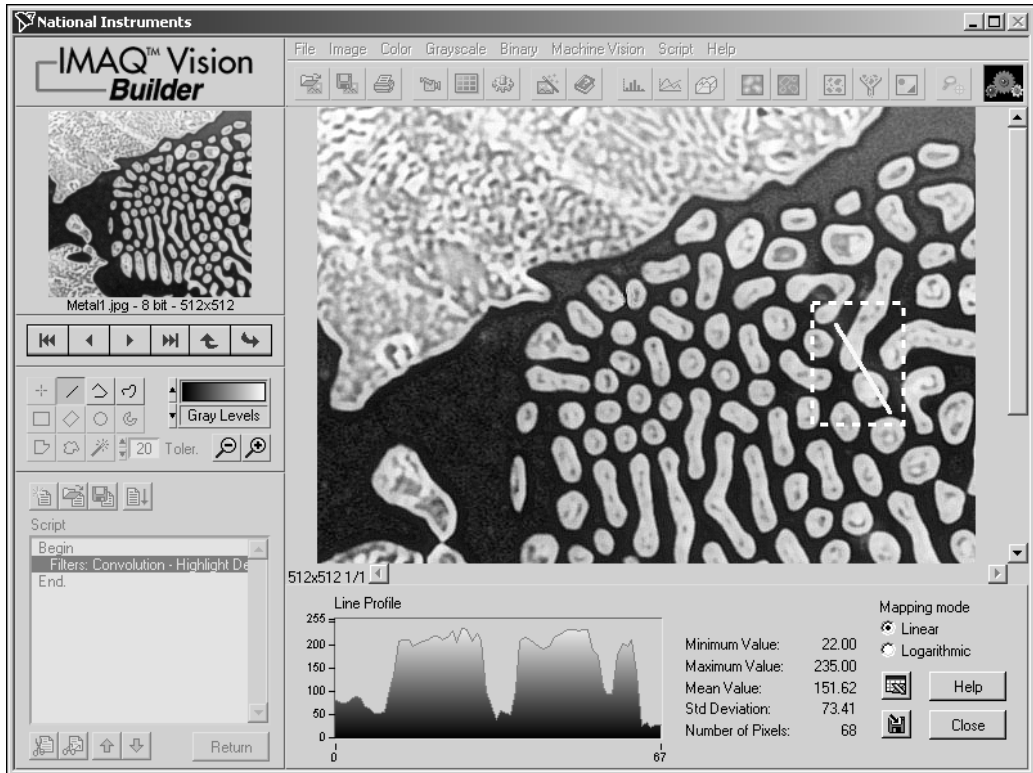 National Instruments
IMAQ™ Vision
Builder
File Image Color Grayscale Binary Machine Vision Script Help
Metal1.jpg - 8 bit - 512x512
Gray Levels
20 Toler.
Script
Begin
Filters: Convolution - Highlight De
End.
Return
512x512 1/1
Line Profile
255
200
150
100
50
0
0
67
Minimum Value: 22.00
Maximum Value: 235.00
Mean Value: 151.62
Std Deviation: 73.41
Number of Pixels: 68
Mapping mode
Linear
Logarithmic
Help
Close